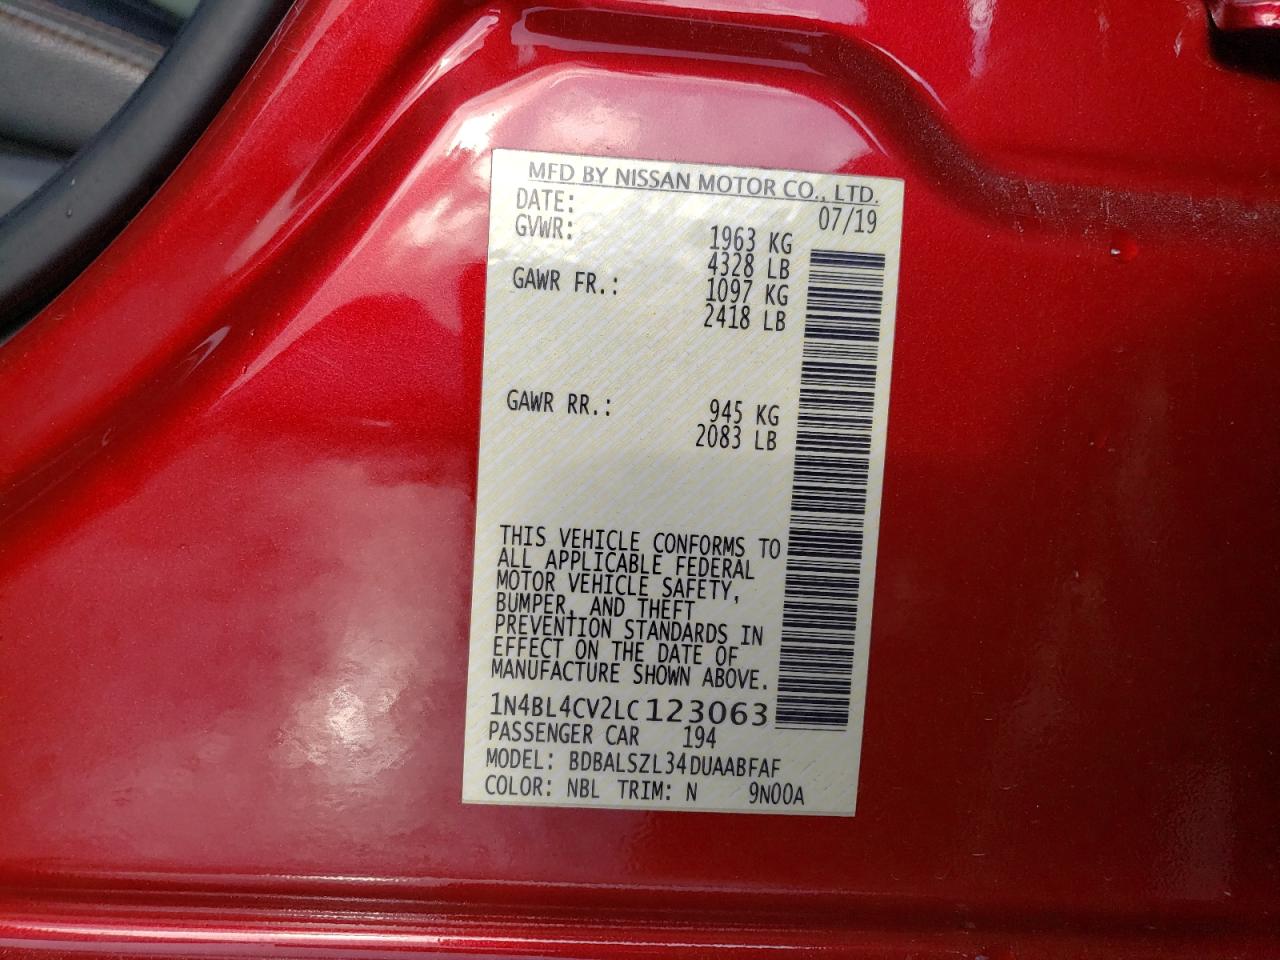 MFD BY NISSAN MOTOR CO., LTD.
DATE: 07/19
GVWR: 1963 KG
4328 LB
GAWR FR.: 1097 KG
2418 LB
GAWR RR.: 945 KG
2083 LB
THIS VEHICLE CONFORMS TO
ALL APPLICABLE FEDERAL
MOTOR VEHICLE SAFETY,
BUMPER, AND THEFT
PREVENTION STANDARDS IN
EFFECT ON THE DATE OF
MANUFACTURE SHOWN ABOVE.
1N4BL4CV2LC123063
PASSENGER CAR 194
MODEL: BDBALSZL34DUAABFAF
COLOR: NBL TRIM: N 9N00A